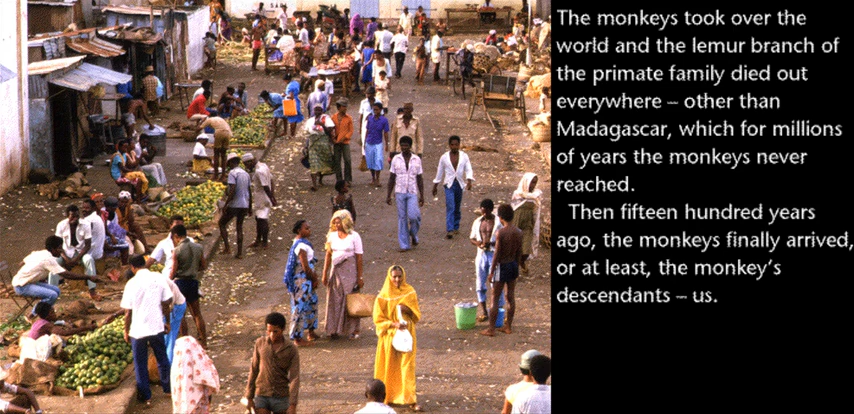 The monkeys took over the
world and the lemur branch of
the primate family died out
everywhere – other than
Madagascar, which for millions
of years the monkeys never
reached.
Then fifteen hundred years
ago, the monkeys finally arrived,
or at least, the monkey's
descendants – us.